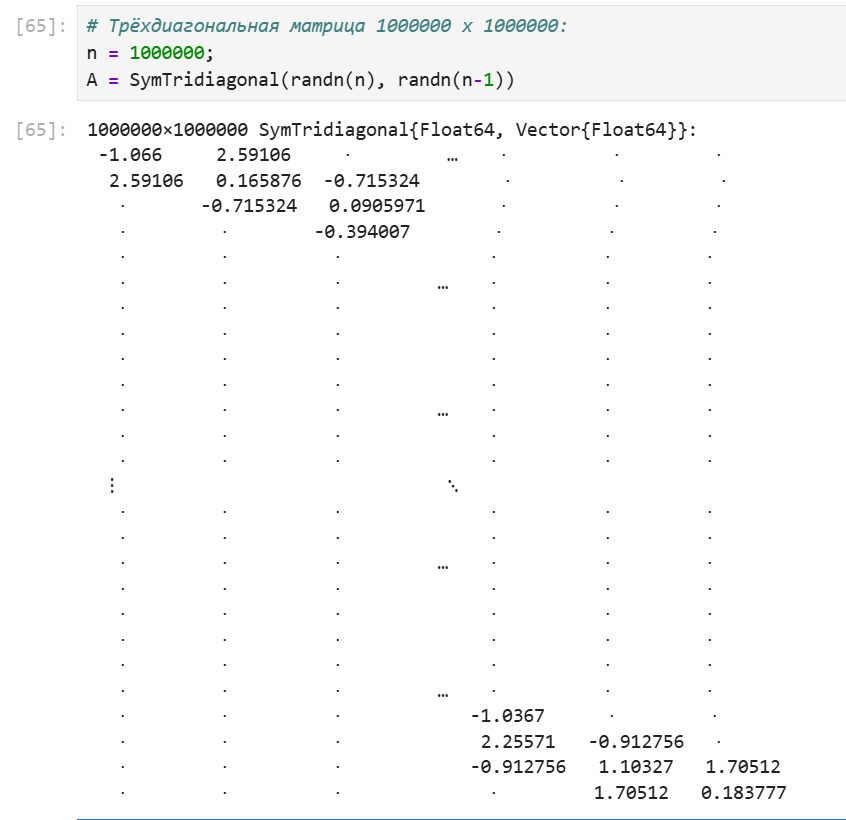 [65]: # Трёхдиагональная матрица 1000000 x 1000000:
n = 1000000;
A = SymTridiagonal(randn(n), randn(n-1))
[65]: 1000000×1000000 SymTridiagonal{Float64, Vector{Float64}}:
-1.066 2.59106 ⋅ … ⋅ ⋅ ⋅
2.59106 0.165876 -0.715324 ⋅ ⋅ ⋅
⋅ -0.715324 0.0905971 ⋅ ⋅ ⋅
⋅ ⋅ -0.394007 ⋅ ⋅ ⋅
⋅ ⋅ ⋅ ⋅ ⋅ ⋅
⋅ ⋅ ⋅ … ⋅ ⋅ ⋅
⋅ ⋅ ⋅ ⋅ ⋅ ⋅
⋅ ⋅ ⋅ ⋅ ⋅ ⋅
⋅ ⋅ ⋅ ⋅ ⋅ ⋅
⋅ ⋅ ⋅ ⋅ ⋅ ⋅
⋅ ⋅ ⋅ … ⋅ ⋅ ⋅
⋅ ⋅ ⋅ ⋅ ⋅ ⋅
⋅ ⋅ ⋅ ⋅ ⋅ ⋅
⋮ ⋱
⋅ ⋅ ⋅ ⋅ ⋅ ⋅
⋅ ⋅ ⋅ ⋅ ⋅ ⋅
⋅ ⋅ ⋅ … ⋅ ⋅ ⋅
⋅ ⋅ ⋅ ⋅ ⋅ ⋅
⋅ ⋅ ⋅ ⋅ ⋅ ⋅
⋅ ⋅ ⋅ ⋅ ⋅ ⋅
⋅ ⋅ ⋅ ⋅ ⋅ ⋅
⋅ ⋅ ⋅ … ⋅ ⋅ ⋅
⋅ ⋅ ⋅ -1.0367 ⋅ ⋅
⋅ ⋅ ⋅ 2.25571 -0.912756 ⋅
⋅ ⋅ ⋅ -0.912756 1.10327 1.70512
⋅ ⋅ ⋅ ⋅ 1.70512 0.183777